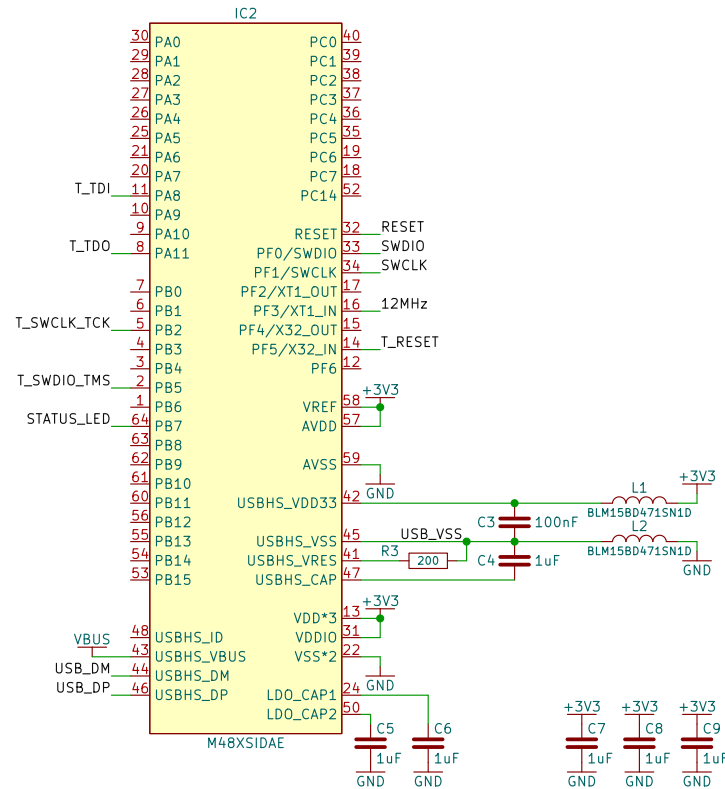 IC2
30 PA0 PC0 40
29 PA1 PC1 39
28 PA2 PC2 38
27 PA3 PC3 37
26 PA4 PC4 36
25 PA5 PC5 35
21 PA6 PC6 19
20 PA7 PC7 18
T_TDI 11 PA8 PC14 52
10 PA9
9 PA10 RESET 32 RESET
T_TDO 8 PA11 PF0/SWDIO 33 SWDIO
PF1/SWCLK 34 SWCLK
7 PB0 PF2/XT1_OUT 17
6 PB1 PF3/XT1_IN 16 12MHz
T_SWCLK_TCK 5 PB2 PF4/X32_OUT 15
4 PB3 PF5/X32_IN 14 T_RESET
3 PB4 PF6 12
T_SWDIO_TMS 2 PB5
+3V3
1 PB6 VREF 58
STATUS_LED 64 PB7 AVDD 57
63 PB8
62 PB9 AVSS 59
61 PB10 GND
L1 +3V3
60 PB11 USBHS_VDD33 42
BLM15BD471SN1D
56 PB12 C3 100nF
L2
55 PB13 USBHS_VSS 45 USB_VSS
BLM15BD471SN1D
54 PB14 USBHS_VRES 41 R3 200 C4 1uF
GND
53 PB15 USBHS_CAP 47
+3V3
VDD*3 13
VBUS 48 USBHS_ID VDDIO 31
43 USBHS_VBUS VSS*2 22
USB_DM 44 USBHS_DM
GND
USB_DP 46 USBHS_DP LDO_CAP1 24
LDO_CAP2 50
+3V3 +3V3 +3V3
C5 C6 C7 C8 C9
M48XSIDAE
1uF 1uF 1uF 1uF 1uF
GND GND GND GND GND